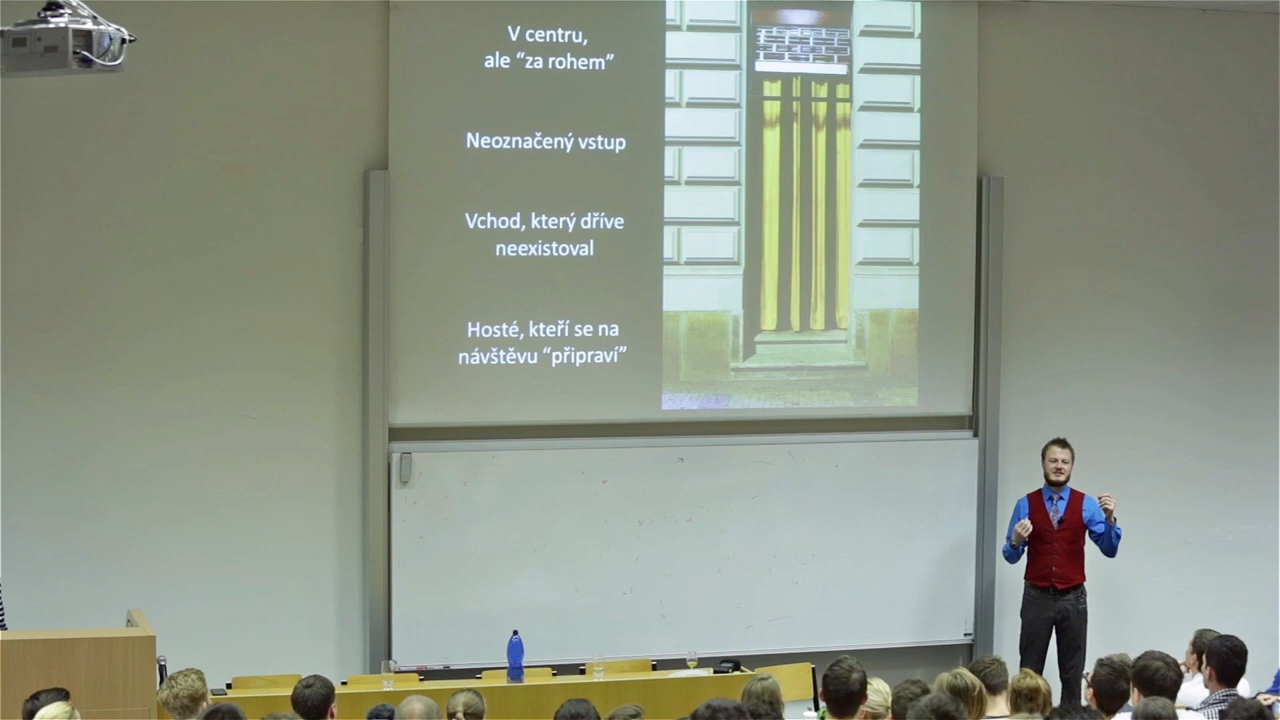 V centru,
ale “za rohem”
Neoznačený vstup
Vchod, který dříve
neexistoval
Hosté, kteří se na
návštěvu “připraví”